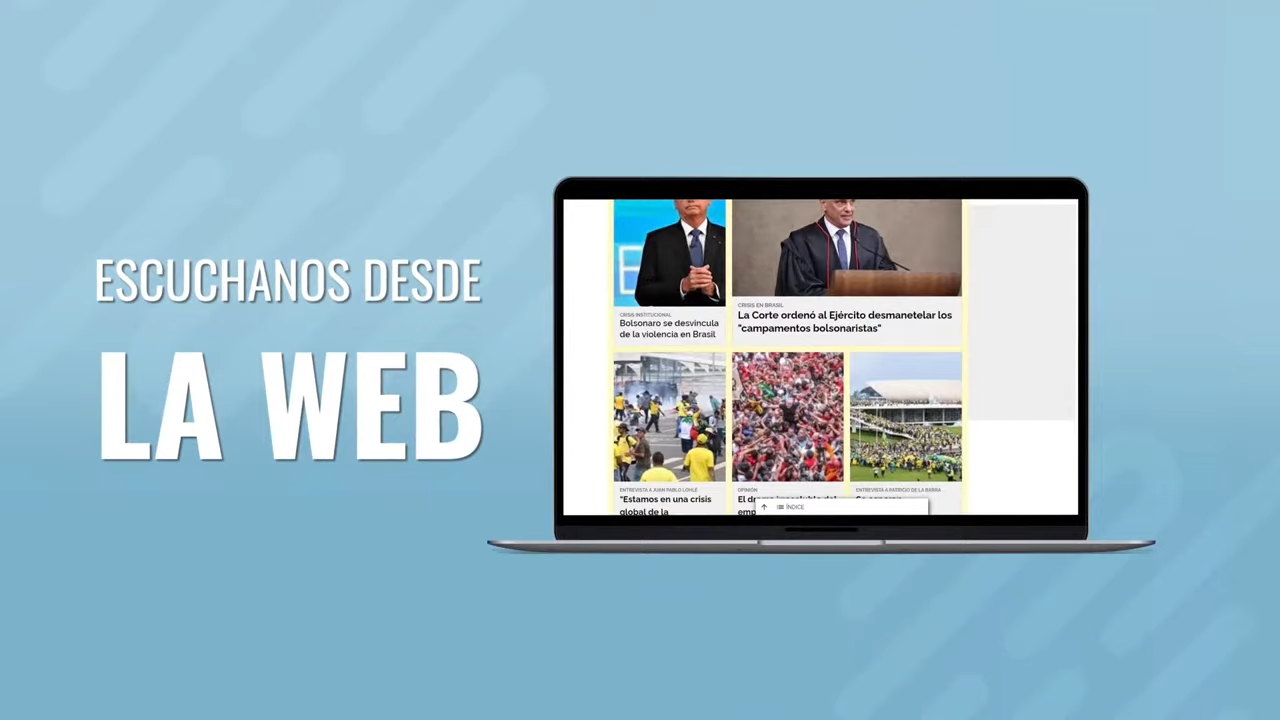 ESCUCHANOS DESDE
LA WEB
CRISIS INSTITUCIONAL
Bolsonaro se desvincula
de la violencia en Brasil
CRISIS EN BRASIL
La Corte ordenó al Ejército desmanetelar los
"campamentos bolsonaristas"
ENTREVISTA A JUAN PABLO LOHLÉ
"Estamos en una crisis
global de la
OPINIÓN
El
emp
ENTREVISTA A PATRICIO DE LA BARRA
ÍNDICE